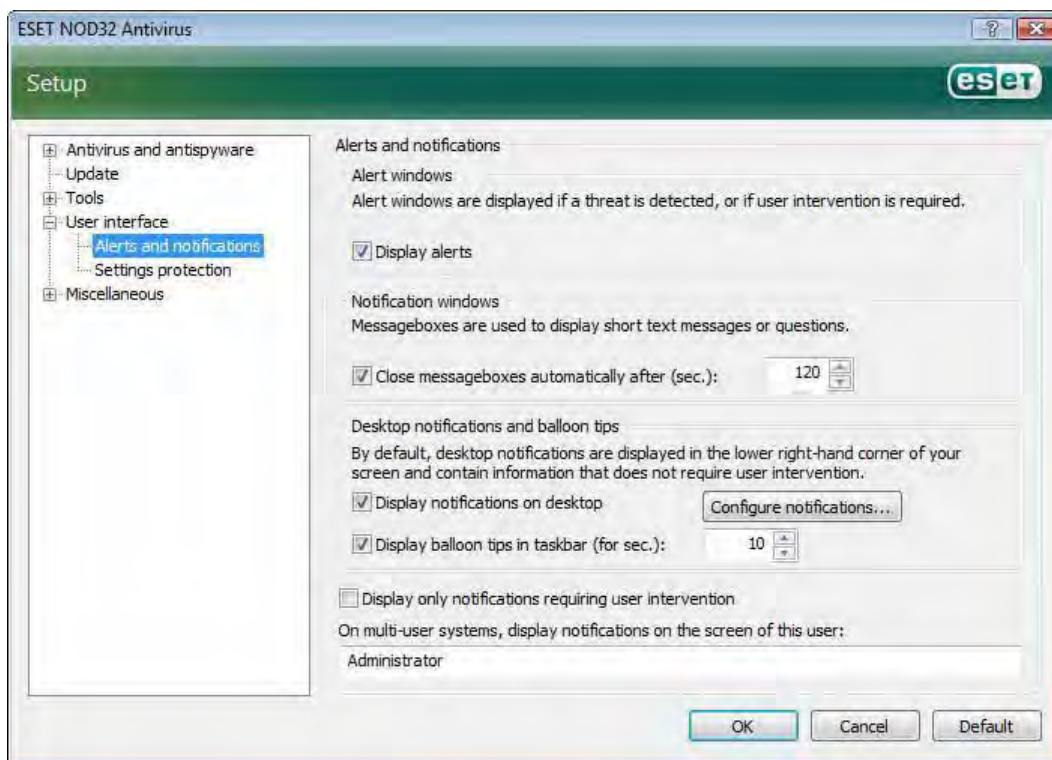 ESET NOD32 Antivirus
Setup
eset
Antivirus and antispyware
Update
Tools
User interface
Alerts and notifications
Settings protection
Miscellaneous
Alerts and notifications
Alert windows
Alert windows are displayed if a threat is detected, or if user intervention is required.
Display alerts
Notification windows
Messageboxes are used to display short text messages or questions.
Close messageboxes automatically after (sec.): 120
Desktop notifications and balloon tips
By default, desktop notifications are displayed in the lower right-hand corner of your
screen and contain information that does not require user intervention.
Display notifications on desktop Configure notifications...
Display balloon tips in taskbar (for sec.): 10
Display only notifications requiring user intervention
On multi-user systems, display notifications on the screen of this user:
Administrator
OK Cancel Default